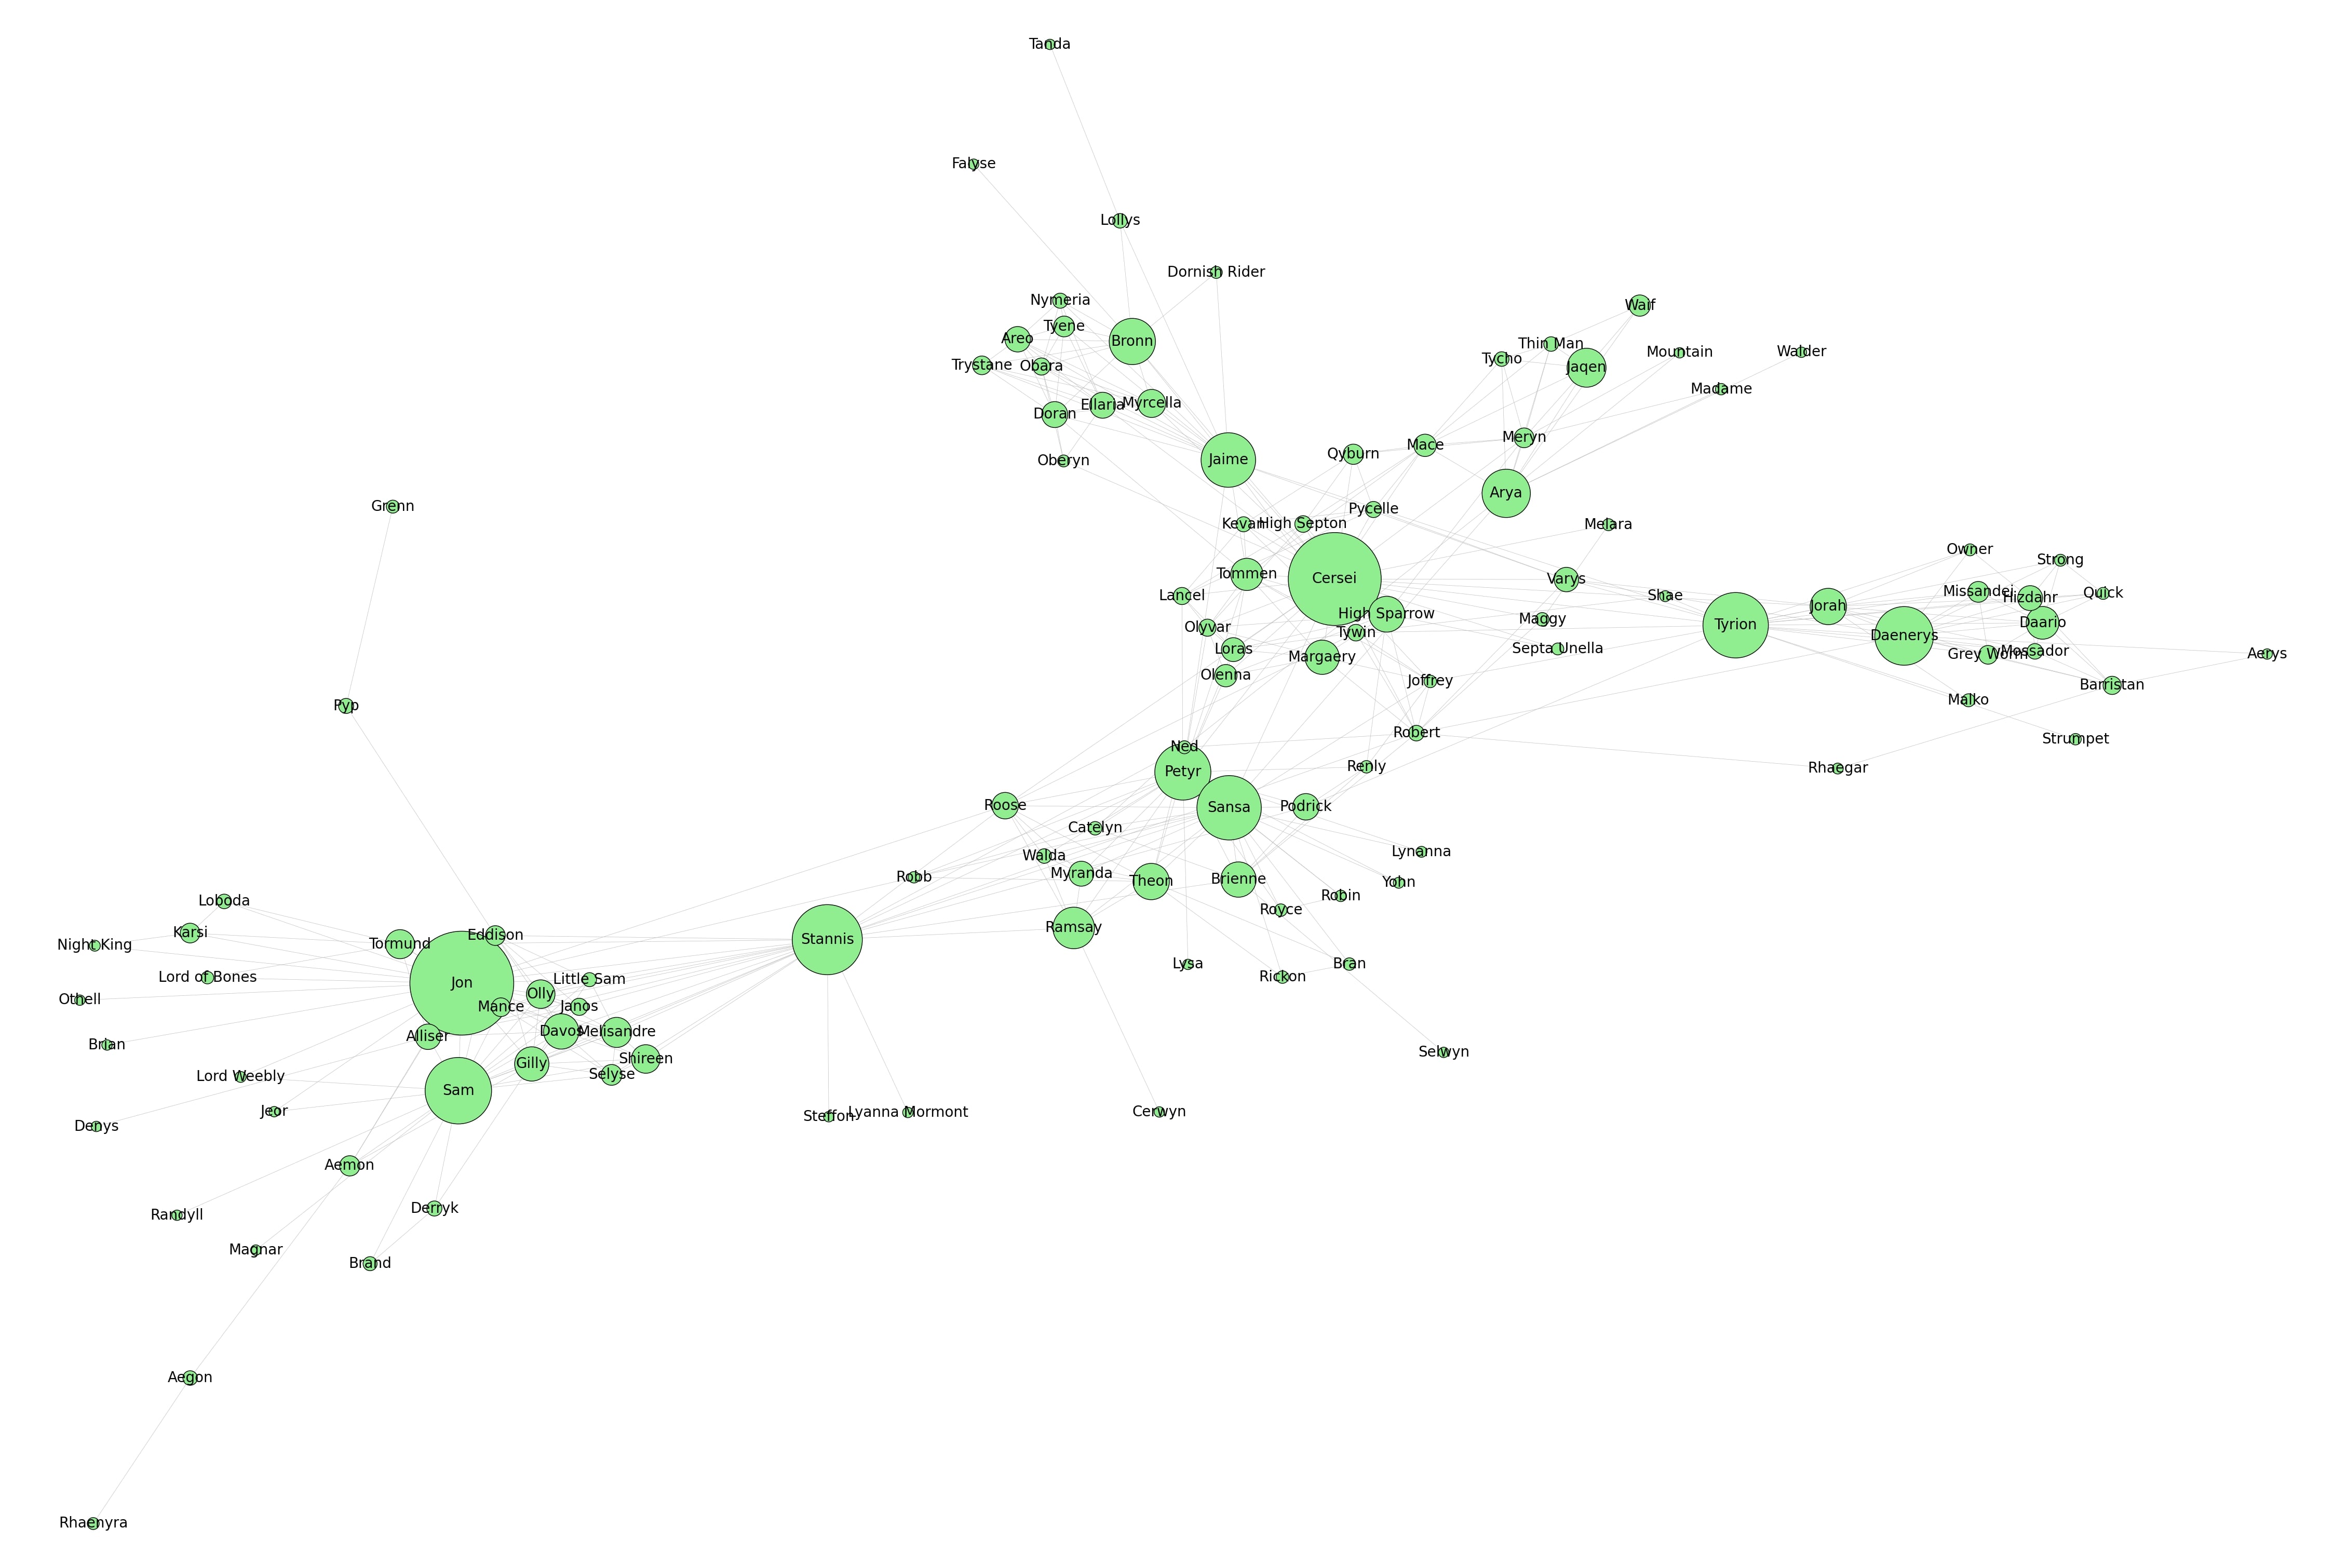 Tanda
Falyse
Lollys
Dornish Rider
Nymeria
Waif
Tyene
Areo
Bronn
Thin Man
Mountain
Walder
Tycho
Trystane
Obara
Jaqen
Madame
Doran
Ellaria
Myrcella
Meryn
Mace
Qyburn
Oberyn
Jaime
Arya
Grenn
Pycelle
Kevan
High Septon
Melara
Owner
Strong
Tommen
Cersei
Varys
Missandei
Quick
Lancel
Shae
Hizdahr
Jorah
High Sparrow
Maggy
Daario
Olyvar
Tywin
Tyrion
Daenerys
Loras
Septa Unella
Margaery
Grey Worm
Mossador
Aerys
Olenna
Joffrey
Barristan
Malko
Pyp
Robert
Strumpet
Ned
Renly
Rhaegar
Petyr
Roose
Sansa
Podrick
Catelyn
Walda
Lynanna
Myranda
Robb
Theon
Brienne
Yohn
Robin
Loboda
Royce
Ramsay
Karsi
Eddison
Stannis
Night King
Tormund
Lysa
Bran
Lord of Bones
Rickon
Jon
Little Sam
Olly
Othell
Mance
Janos
Davos
Melisandre
Alliser
Brian
Selwyn
Shireen
Gilly
Selyse
Lord Weebly
Sam
Jeor
Steffon
Lyanna Mormont
Cerwyn
Denys
Aemon
Derryk
Randyll
Magnar
Brand
Aegon
Rhaenyra